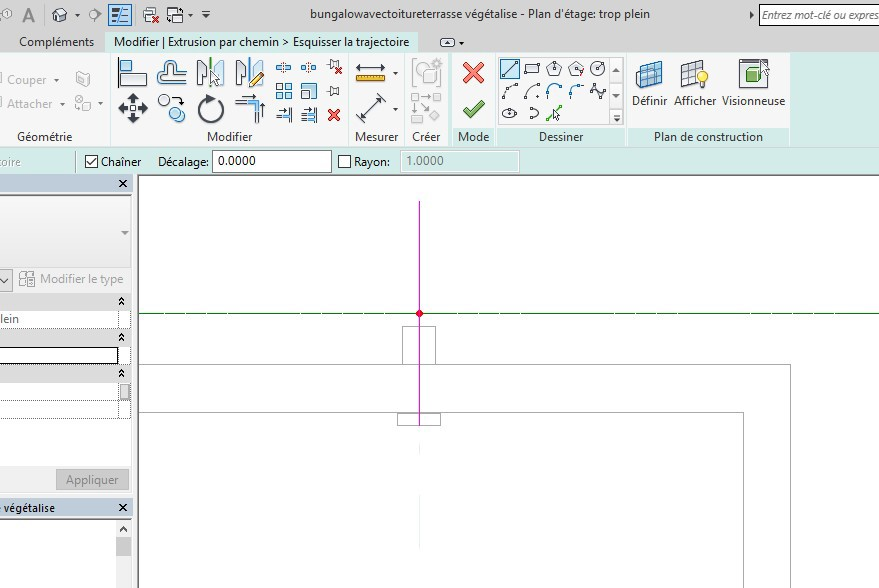 bungalowavectoitureterrasse végétalise - Plan d'étage: trop plein
Entrez mot-clé ou express
Compléments
Modifier | Extrusion par chemin > Esquisser la trajectoire
Couper
Attacher
Définir Afficher Visionneuse
Géométrie Modifier Mesurer Créer Mode Dessiner Plan de construction
oire Chaîner Décalage: 0.0000 Rayon: 1.0000
Modifier le type
lein
Appliquer
végétalise